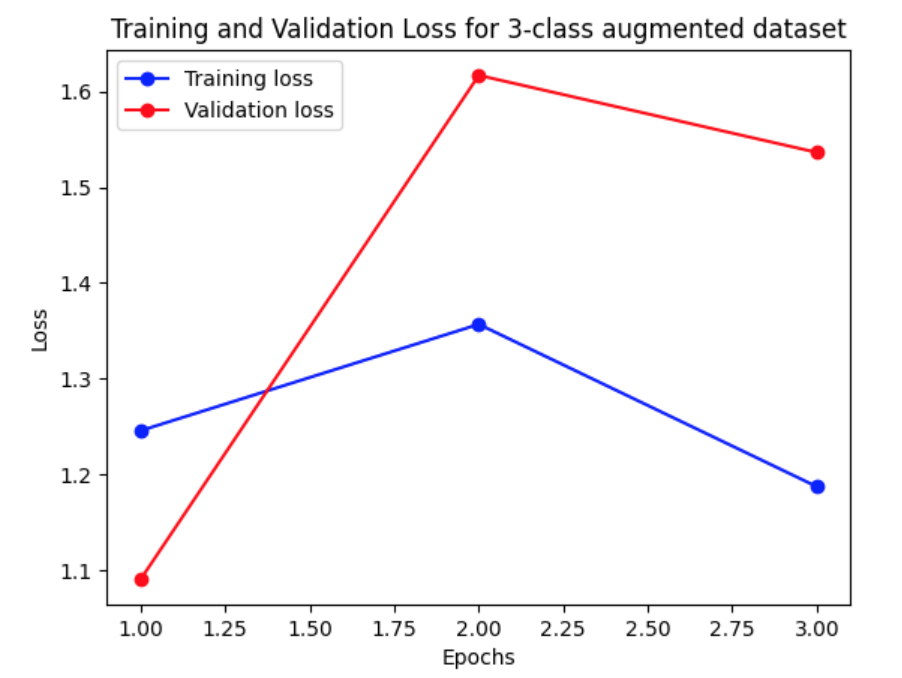 Training and Validation Loss for 3-class augmented dataset
Training loss
Validation loss
1.6
1.5
1.4
1.3
1.2
1.1
Loss
1.00 1.25 1.50 1.75 2.00 2.25 2.50 2.75 3.00
Epochs